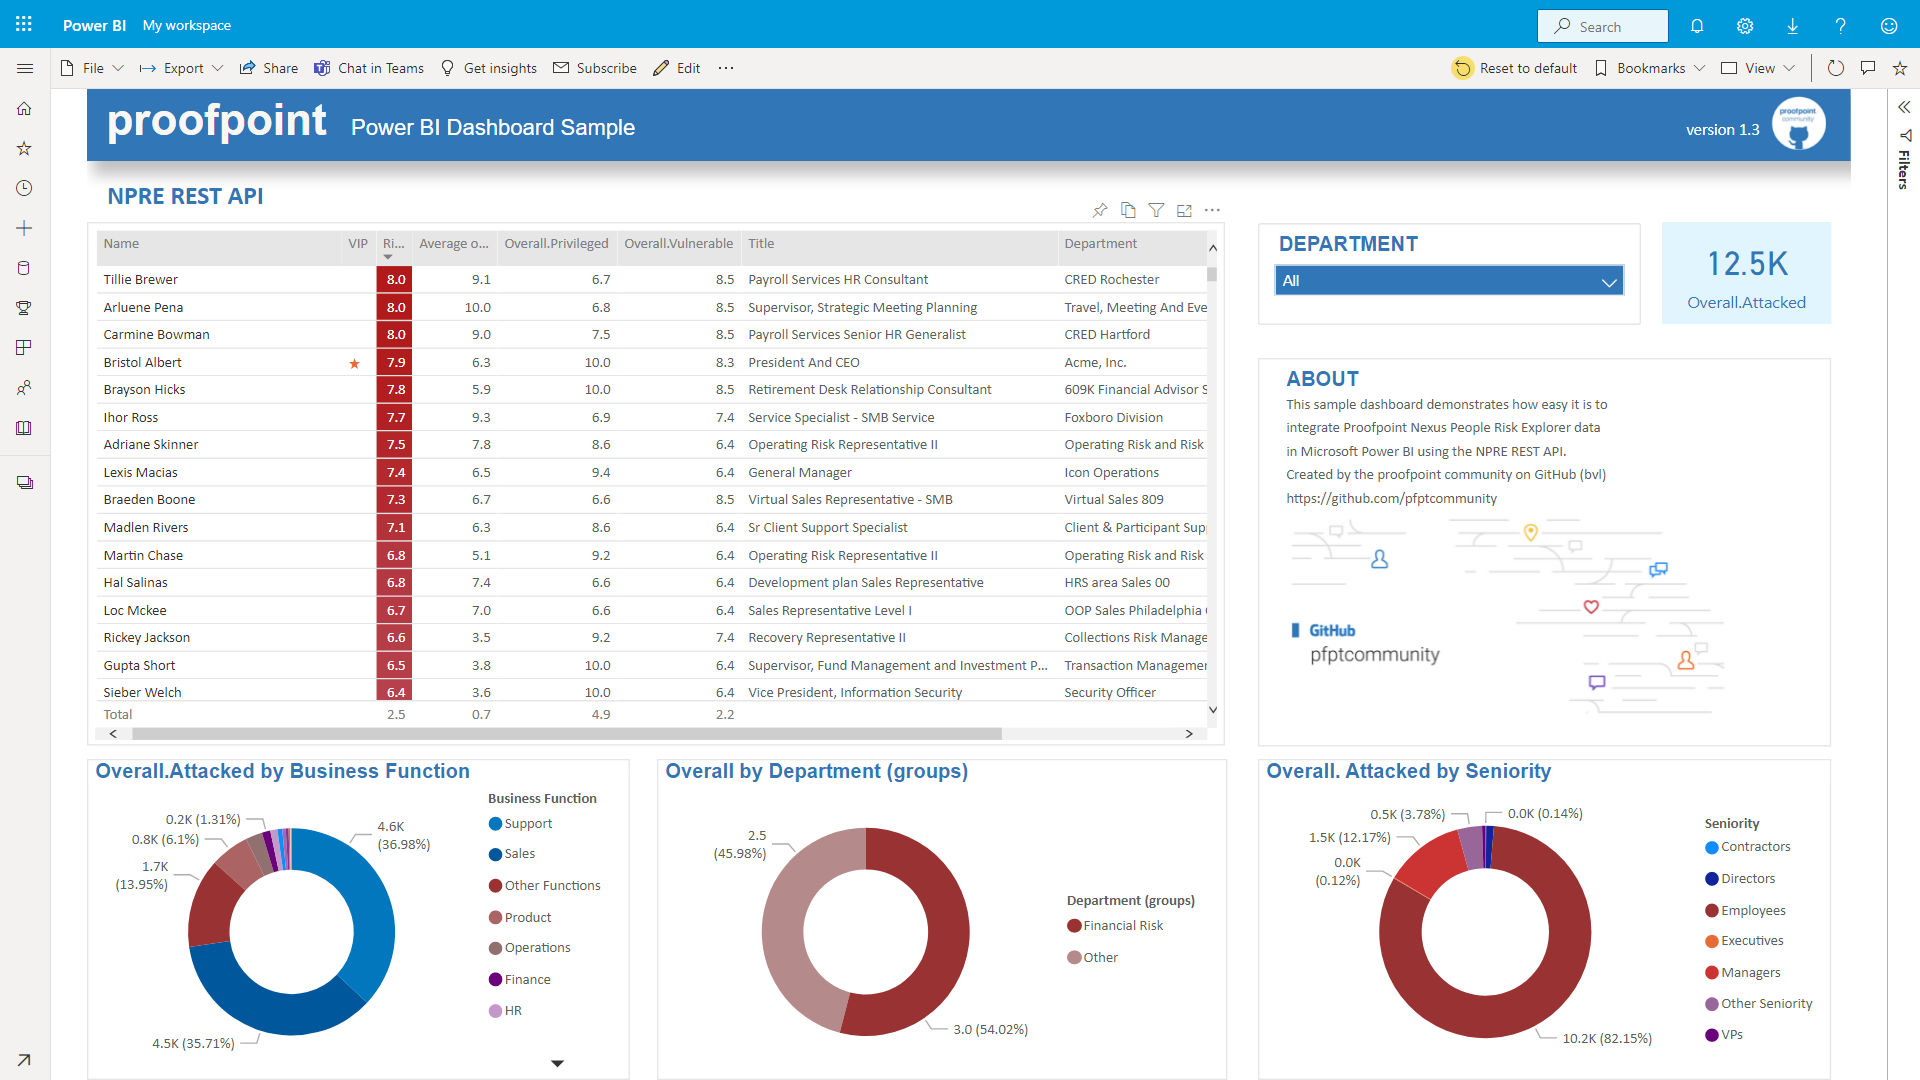 Power BI My workspace
Search
File Export Share Chat in Teams Get insights Subscribe Edit
Reset to default Bookmarks View
proofpoint Power BI Dashboard Sample
version 1.3
proofpoint
community
Filters
NPRE REST API
Name VIP Ri... Average o... Overall.Privileged Overall.Vulnerable Title Department
Tillie Brewer 8.0 9.1 6.7 8.5 Payroll Services HR Consultant CRED Rochester
Arluene Pena 8.0 10.0 6.8 8.5 Supervisor, Strategic Meeting Planning Travel, Meeting And Eve
Carmine Bowman 8.0 9.0 7.5 8.5 Payroll Services Senior HR Generalist CRED Hartford
Bristol Albert 7.9 6.3 10.0 8.3 President And CEO Acme, Inc.
Brayson Hicks 7.8 5.9 10.0 8.5 Retirement Desk Relationship Consultant 609K Financial Advisor S
Ihor Ross 7.7 9.3 6.9 7.4 Service Specialist - SMB Service Foxboro Division
Adriane Skinner 7.5 7.8 8.6 6.4 Operating Risk Representative II Operating Risk and Risk
Lexis Macias 7.4 6.5 9.4 6.4 General Manager Icon Operations
Braeden Boone 7.3 6.7 6.6 8.5 Virtual Sales Representative - SMB Virtual Sales 809
Madlen Rivers 7.1 6.3 8.6 6.4 Sr Client Support Specialist Client & Participant Sup
Martin Chase 6.8 5.1 9.2 6.4 Operating Risk Representative II Operating Risk and Risk
Hal Salinas 6.8 7.4 6.6 6.4 Development plan Sales Representative HRS area Sales 00
Loc Mckee 6.7 7.0 6.6 6.4 Sales Representative Level I OOP Sales Philadelphia
Rickey Jackson 6.6 3.5 9.2 7.4 Recovery Representative II Collections Risk Manage
Gupta Short 6.5 3.8 10.0 6.4 Supervisor, Fund Management and Investment P... Transaction Managemer
Sieber Welch 6.4 3.6 10.0 6.4 Vice President, Information Security Security Officer
Total 2.5 0.7 4.9 2.2
DEPARTMENT
All
12.5K
Overall.Attacked
ABOUT
This sample dashboard demonstrates how easy it is to
integrate Proofpoint Nexus People Risk Explorer data
in Microsoft Power BI using the NPRE REST API.
Created by the proofpoint community on GitHub (bvl)
https://github.com/pfptcommunity
GitHub
pfptcommunity
Overall.Attacked by Business Function
0.2K (1.31%)
0.8K (6.1%)
1.7K
(13.95%)
4.6K
(36.98%)
4.5K (35.71%)
Business Function
Support
Sales
Other Functions
Product
Operations
Finance
HR
Overall by Department (groups)
2.5
(45.98%)
3.0 (54.02%)
Department (groups)
Financial Risk
Other
Overall. Attacked by Seniority
0.5K (3.78%)
0.0K (0.14%)
1.5K (12.17%)
0.0K
(0.12%)
10.2K (82.15%)
Seniority
Contractors
Directors
Employees
Executives
Managers
Other Seniority
VPs